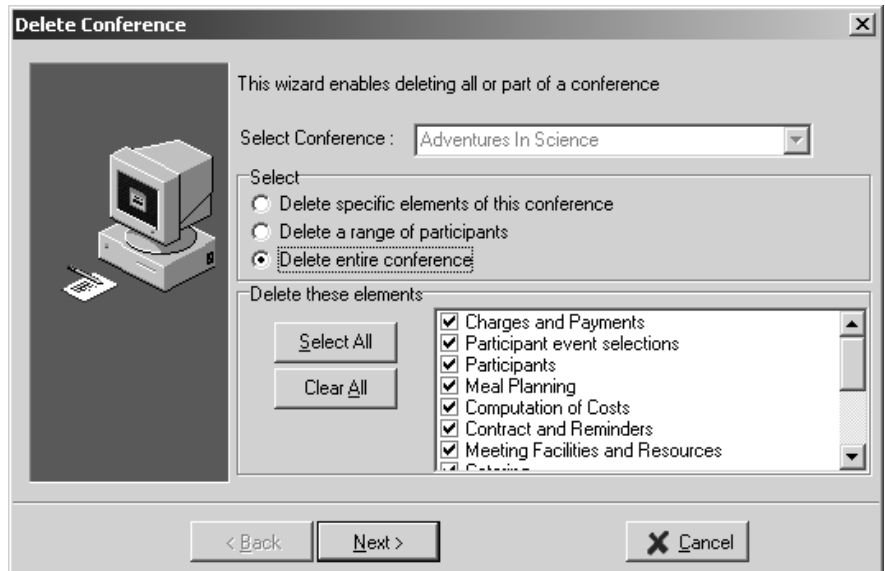 Delete Conference
This wizard enables deleting all or part of a conference
Select Conference : Adventures In Science
Select
Delete specific elements of this conference
Delete a range of participants
Delete entire conference
Delete these elements
Select All
Clear All
Charges and Payments
Participant event selections
Participants
Meal Planning
Computation of Costs
Contract and Reminders
Meeting Facilities and Resources
< Back Next > Cancel